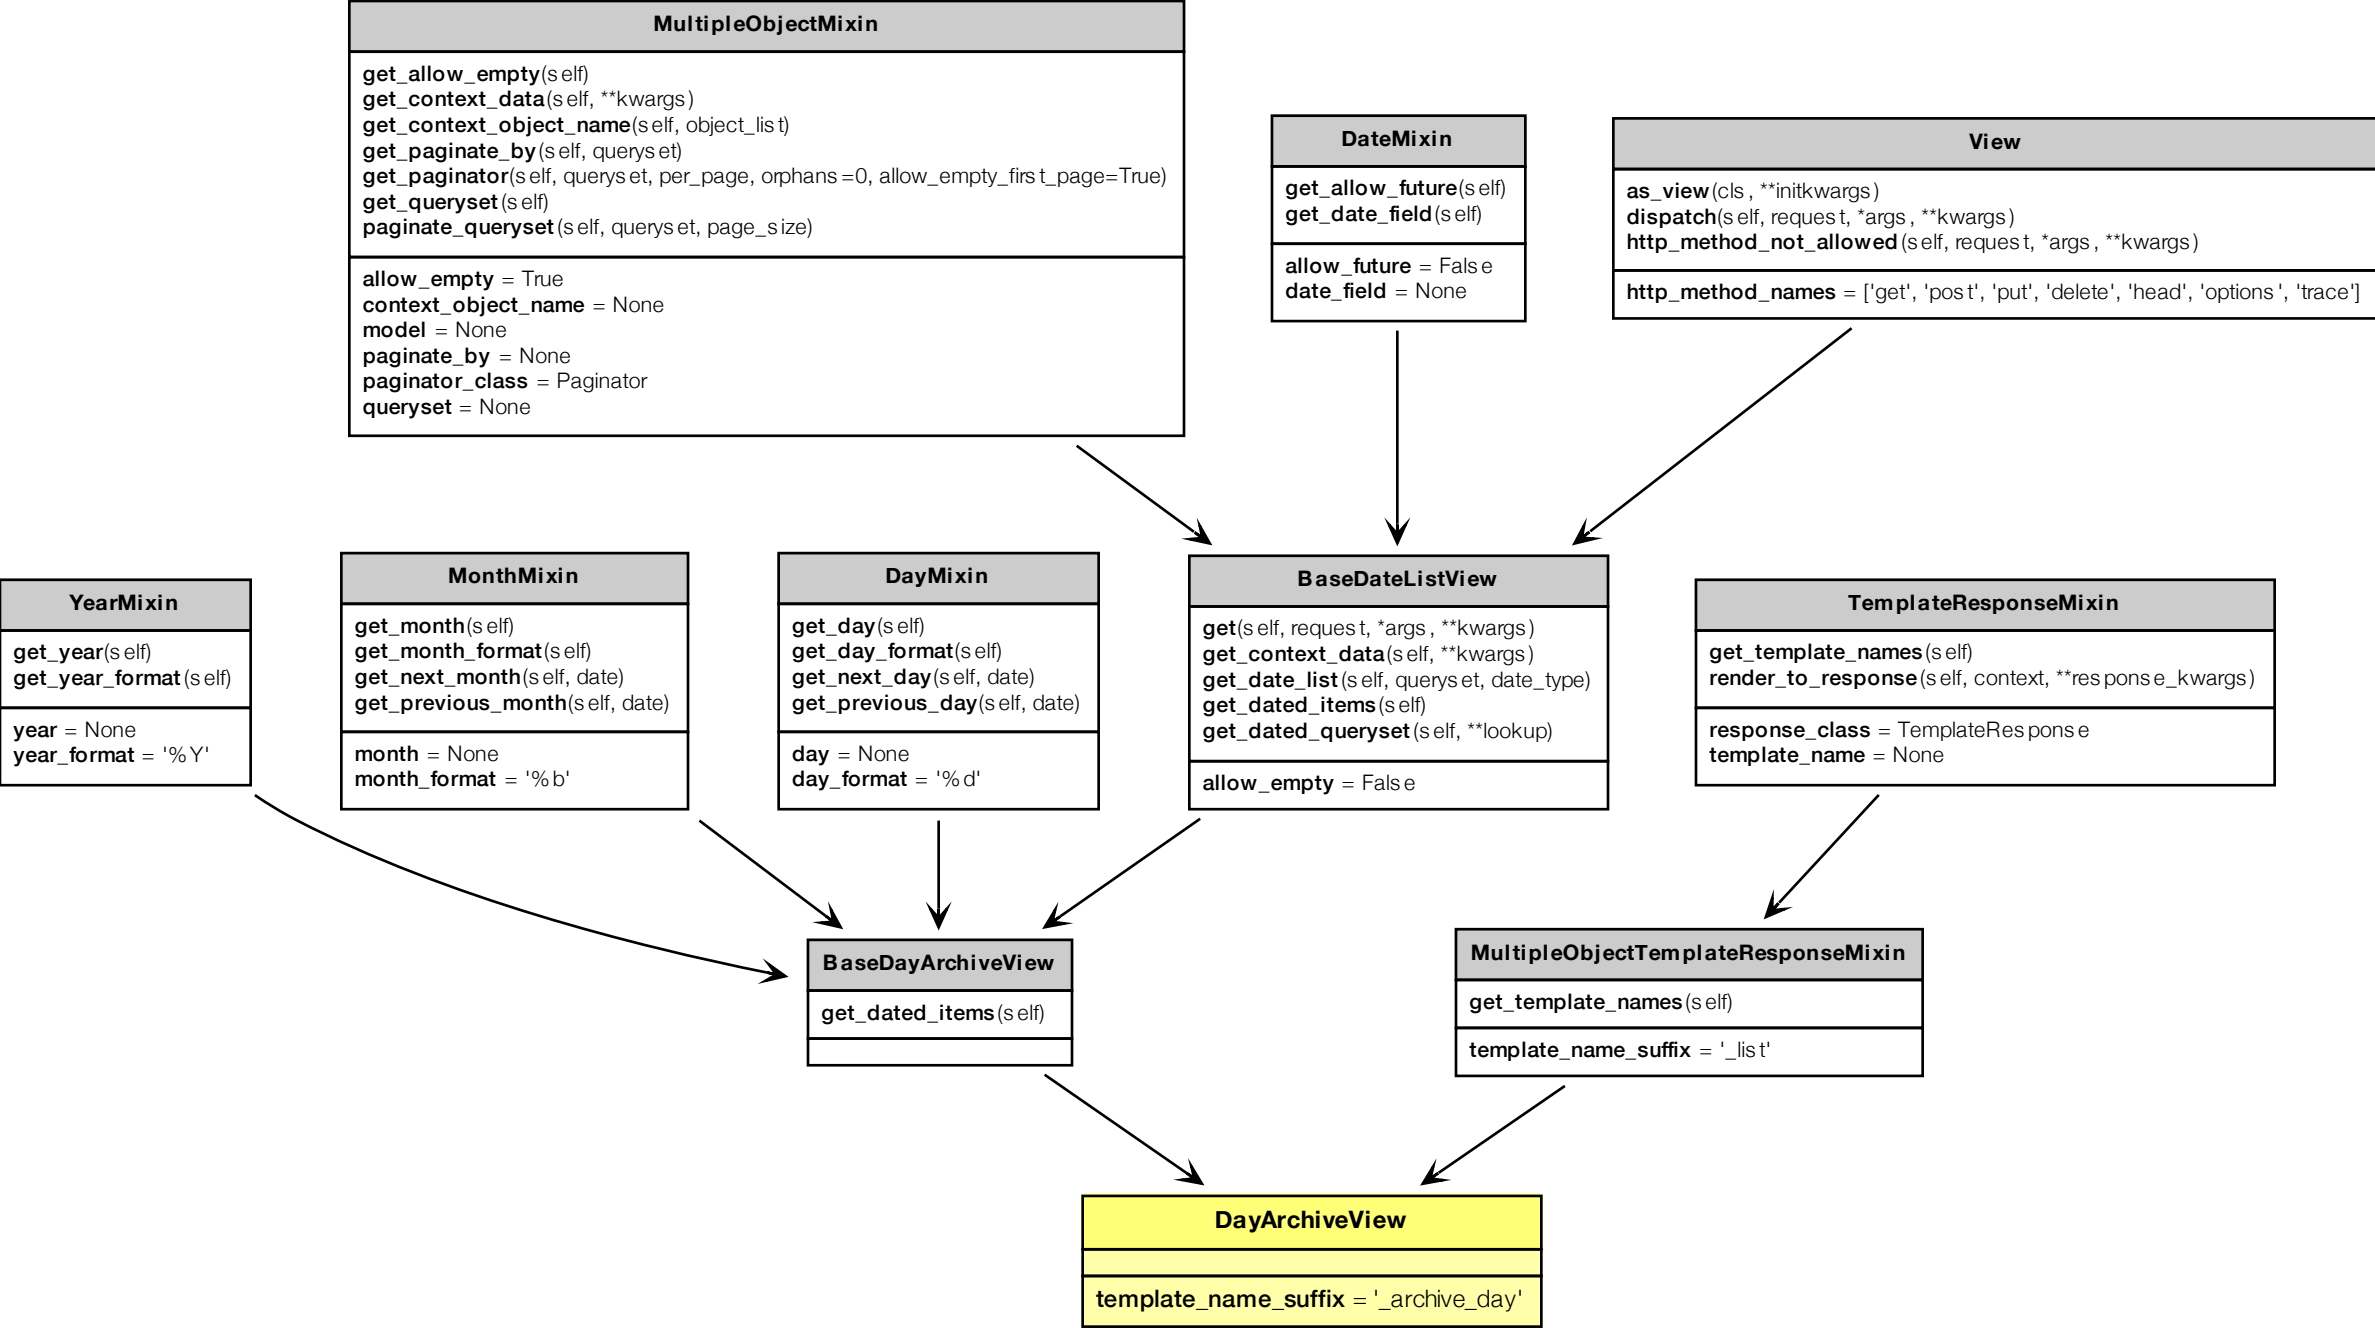 MultipleObjectMixin
get_allow_empty(self)
get_context_data(self, **kwargs)
get_context_object_name(self, object_list)
get_paginate_by(self, queryset)
get_paginator(self, queryset, per_page, orphans=0, allow_empty_first_page=True)
get_queryset(self)
paginate_queryset(self, queryset, page_size)
allow_empty = True
context_object_name = None
model = None
paginate_by = None
paginator_class = Paginator
queryset = None
DateMixin
get_allow_future(self)
get_date_field(self)
allow_future = False
date_field = None
View
as_view(cls, **initkwargs)
dispatch(self, request, *args, **kwargs)
http_method_not_allowed(self, request, *args, **kwargs)
http_method_names = ['get', 'post', 'put', 'delete', 'head', 'options', 'trace']
YearMixin
get_year(self)
get_year_format(self)
year = None
year_format = '%Y'
MonthMixin
get_month(self)
get_month_format(self)
get_next_month(self, date)
get_previous_month(self, date)
month = None
month_format = '%b'
DayMixin
get_day(self)
get_day_format(self)
get_next_day(self, date)
get_previous_day(self, date)
day = None
day_format = '%d'
BaseDateListView
get(self, request, *args, **kwargs)
get_context_data(self, **kwargs)
get_date_list(self, queryset, date_type)
get_dated_items(self)
get_dated_queryset(self, **lookup)
allow_empty = False
TemplateResponseMixin
get_template_names(self)
render_to_response(self, context, **response_kwargs)
response_class = TemplateResponse
template_name = None
BaseDayArchiveView
get_dated_items(self)
MultipleObjectTemplateResponseMixin
get_template_names(self)
template_name_suffix = '_list'
DayArchiveView
template_name_suffix = '_archive_day'